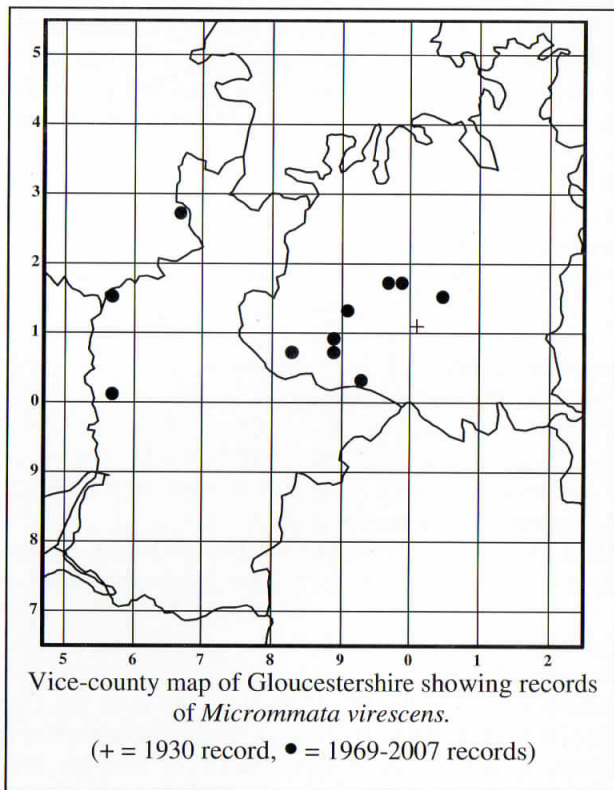 5
4
3
2
1
0
9
8
7
5 6 7 8 9 0 1 2
Vice-county map of Gloucestershire showing records
of Micrommata virescens.
(+ = 1930 record, ● = 1969-2007 records)